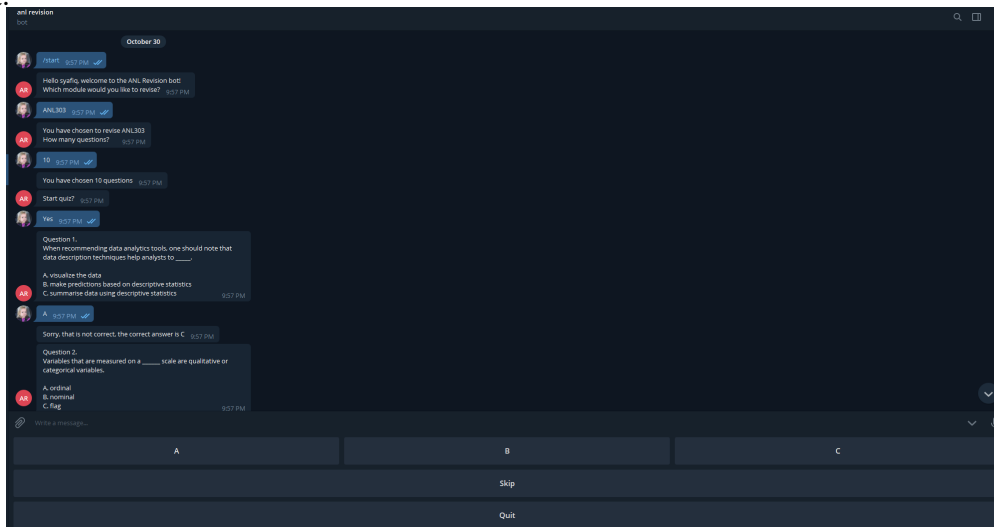 anl revision
bot
October 30
/start 9:57 PM
Hello syafiq, welcome to the ANL Revision bot!
Which module would you like to revise? 9:57 PM
AR
ANL303 9:57 PM
You have chosen to revise ANL303
How many questions? 9:57 PM
AR
10 9:57 PM
You have chosen 10 questions 9:57 PM
Start quiz? 9:57 PM
AR
Yes 9:57 PM
Question 1.
When recommending data analytics tools, one should note that
data description techniques help analysts to _____.
A. visualize the data
B. make predictions based on descriptive statistics
C. summarise data using descriptive statistics 9:57 PM
AR
A 9:57 PM
Sorry, that is not correct, the correct answer is C 9:57 PM
Question 2.
Variables that are measured on a ______ scale are qualitative or
categorical variables.
A. ordinal
B. nominal
C. flag 9:57 PM
AR
Write a message...
A B C
Skip
Quit